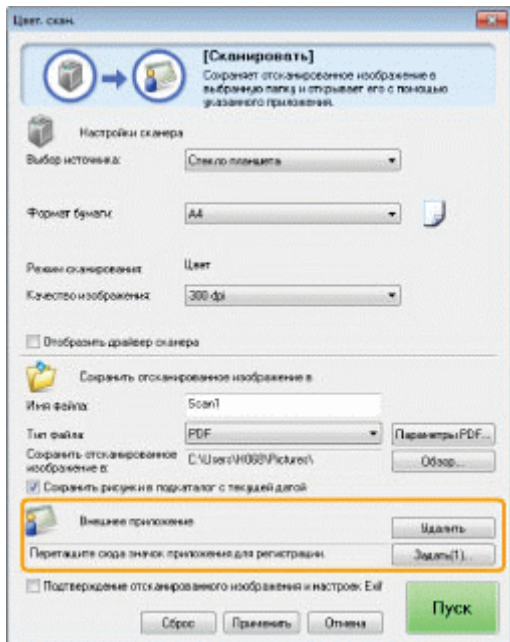 Цвет. скан.
[Сканировать]
Сохраняет отсканированное изображение в
выбранную папку и открывает его с помощью
указанного приложения.
Настройки сканера
Выбор источника: Стекло планшета
Формат бумаги: A4
Режим сканирования: Цвет
Качество изображения: 300 dpi
Отобразить драйвер сканера
Сохранить отсканированное изображение в
Имя файла: Scan1
Тип файла: PDF Параметры PDF...
Сохранить отсканированное
изображение в: C:\Users\H068\Pictures\ Обзор...
Сохранить рисунки в подкаталог с текущей датой
Внешнее приложение Удалить
Перетащите сюда значок приложения для регистрации. Задать(1)...
Подтверждение отсканированного изображения и настроек Exif
Сброс Применить Отмена Пуск